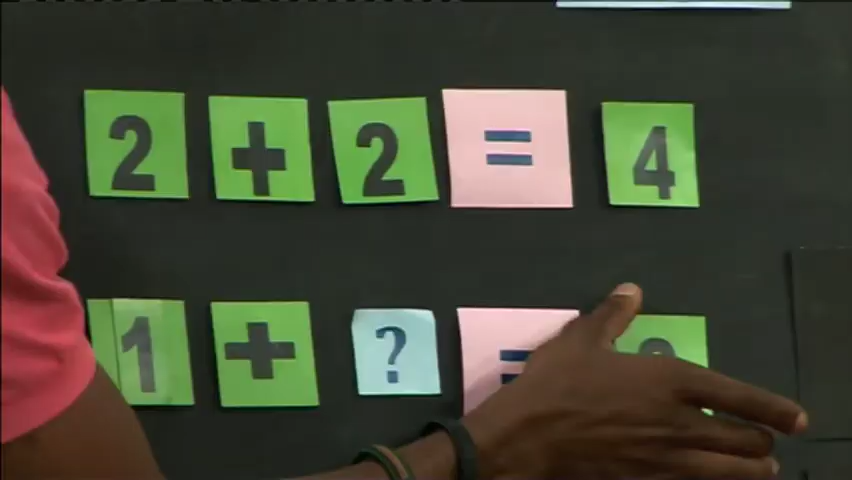 2 + 2 = 4
1 + ? =